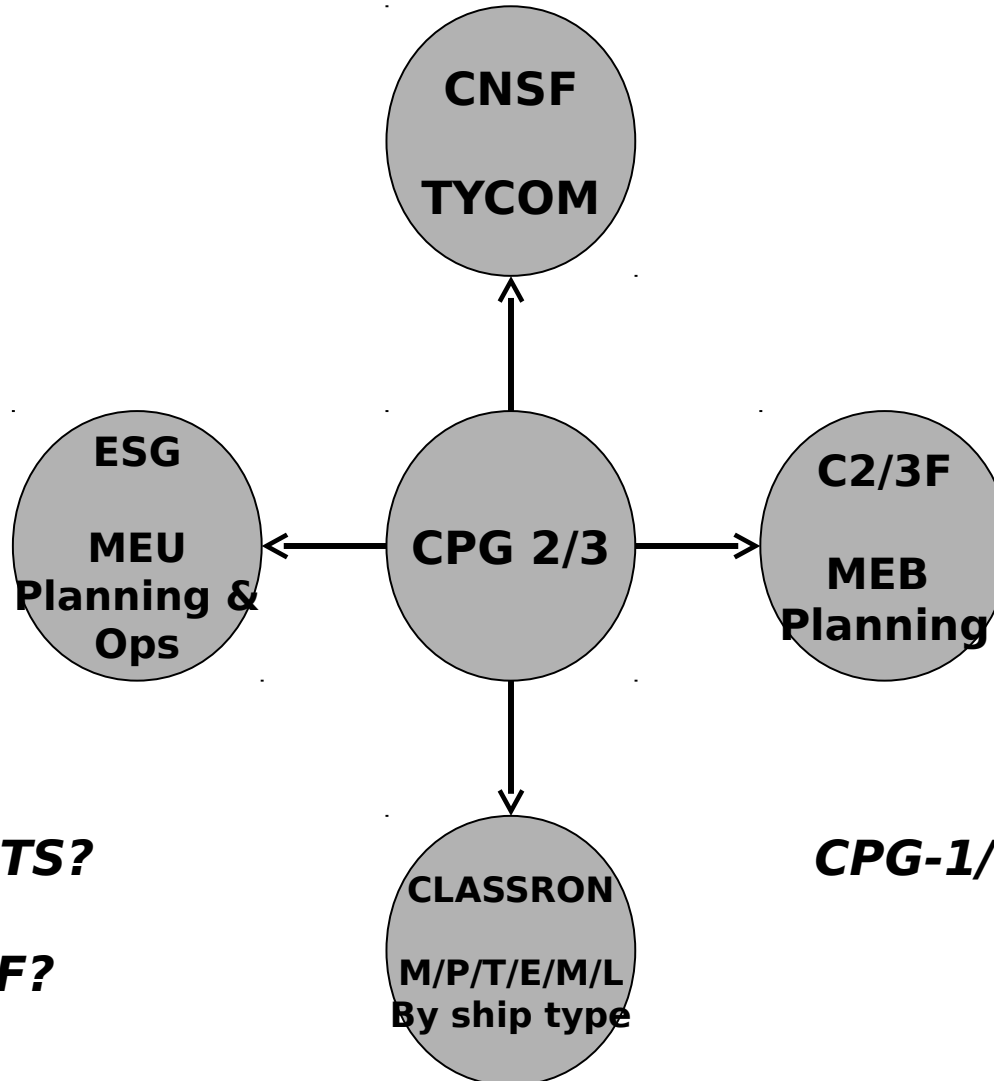 CNSF
TYCOM
ESG
MEU
Planning &
Ops
CPG 2/3
C2/3F
MEB
Planning
TS?
CPG-1/
F?
CLASSRON
M/P/T/E/M/L
By ship type